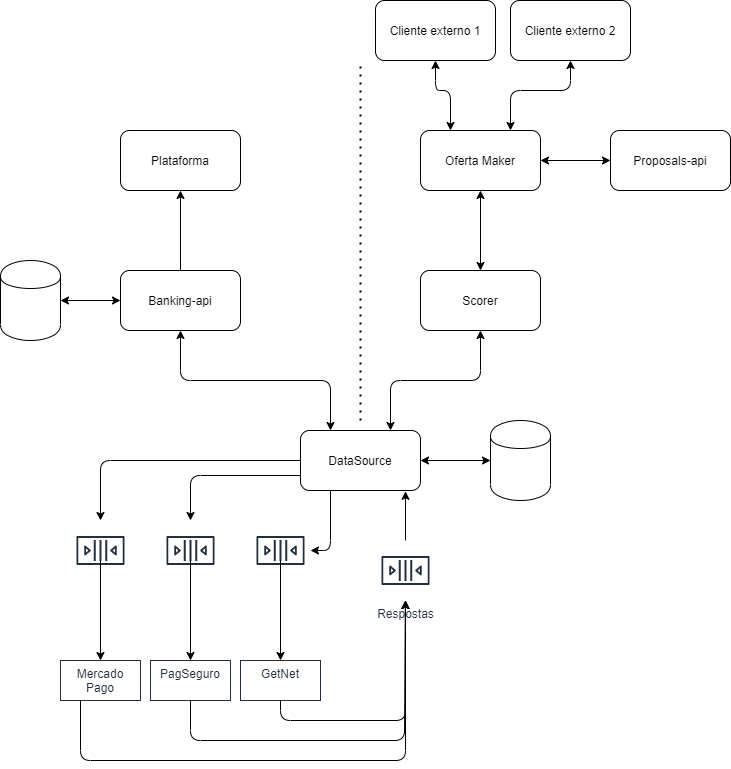 Cliente externo 1
Cliente externo 2
Plataforma
Oferta Maker
Proposals-api
Banking-api
Scorer
DataSource
Respostas
Mercado
Pago
PagSeguro
GetNet